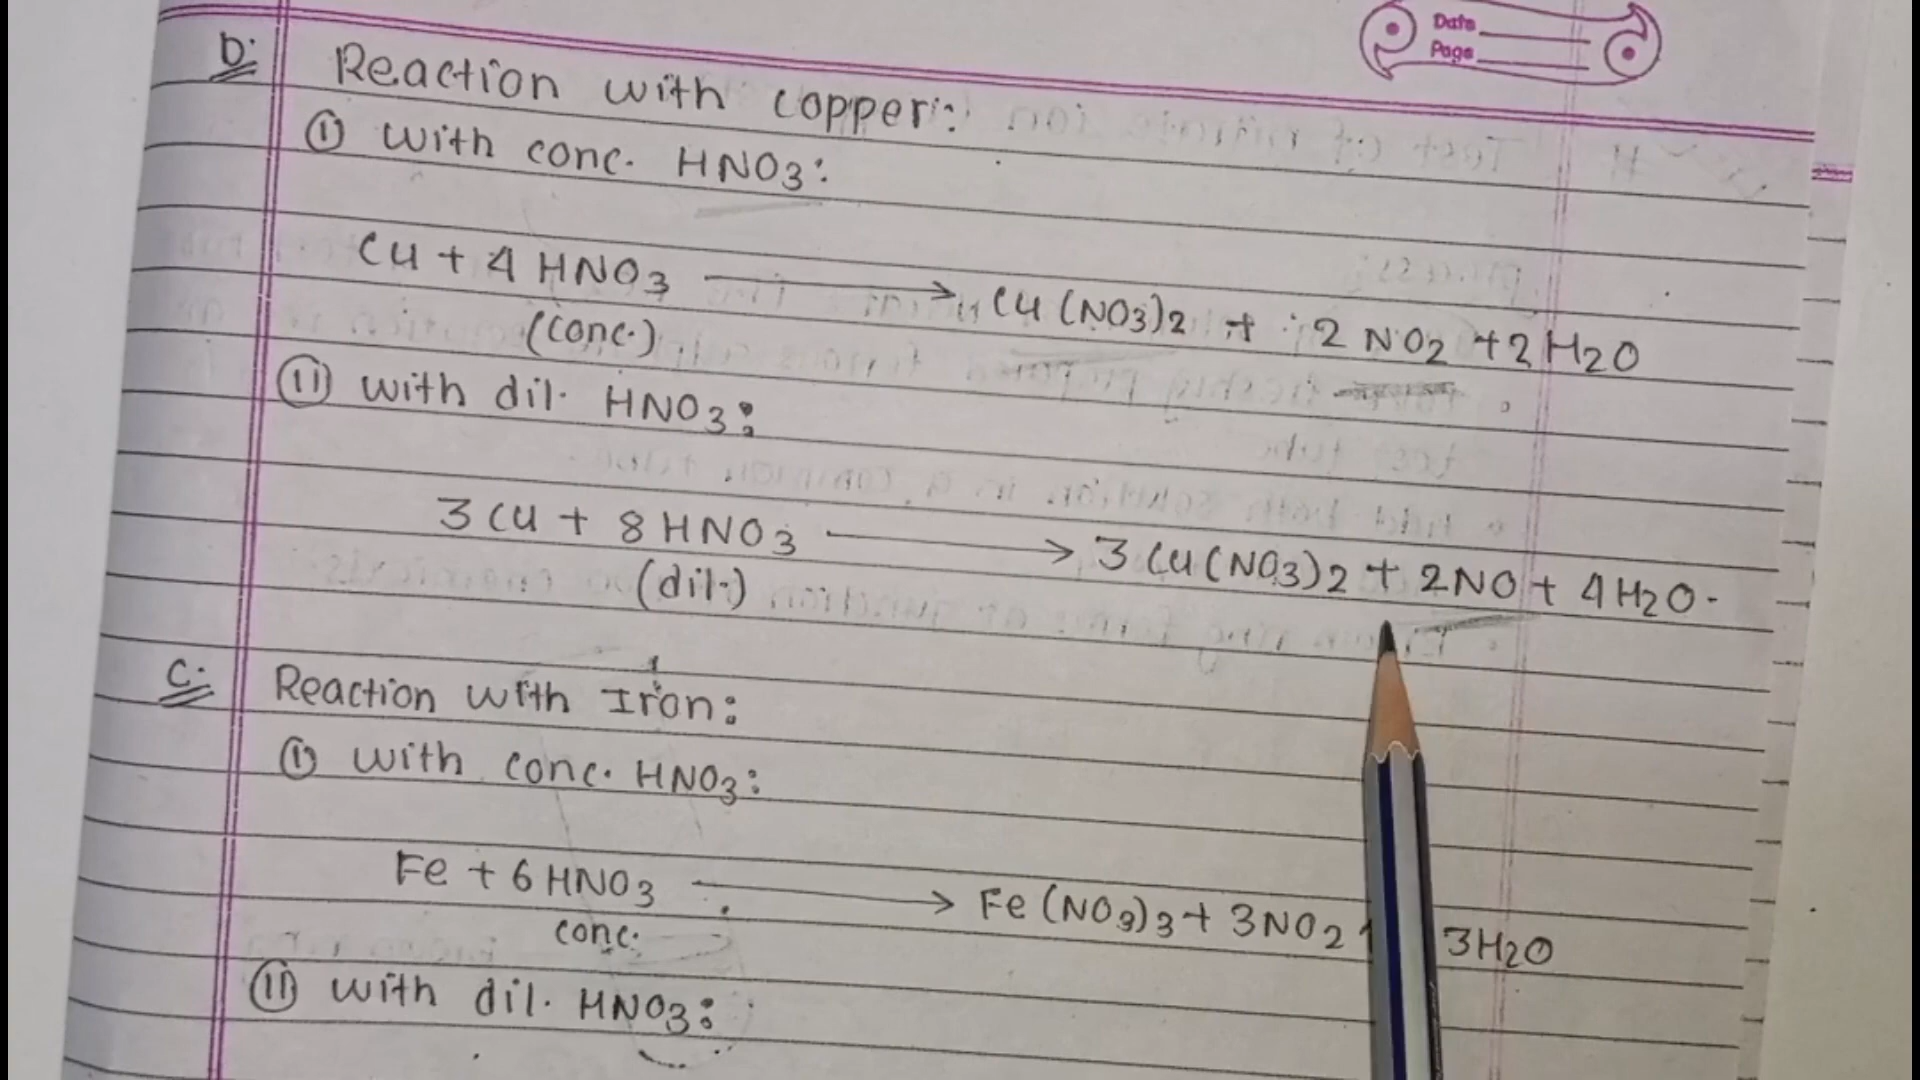 Date
Page
b:
Reaction with copper:
(i) with conc. HNO3:
Cu + 4 HNO3 ⟶ Cu (NO3)2 + 2 NO2 + 2 H2O
(conc.)
(ii) with dil. HNO3:
3 Cu + 8 HNO3 ⟶ 3 Cu (NO3)2 + 2NO + 4 H2O.
(dil.)
C:
Reaction with Iron:
(i) with conc. HNO3:
Fe + 6 HNO3 ⟶ Fe (NO3)3 + 3NO2 3H2O
conc.
(ii) with dil. HNO3: